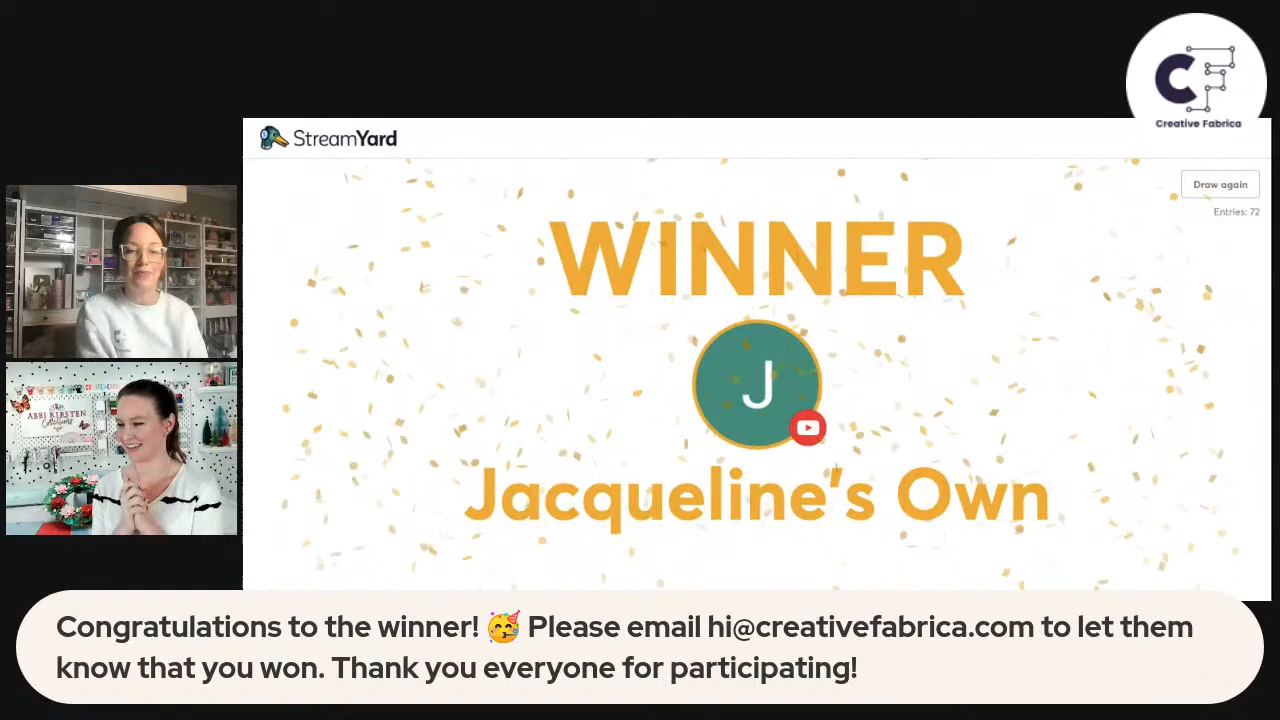 Creative Fabrica
StreamYard
Draw again
Entries: 72
WINNER
J
Jacqueline's Own
ABBI KIRSTEN
Collections
Congratulations to the winner! 🥳 Please email hi@creativefabrica.com to let them
know that you won. Thank you everyone for participating!